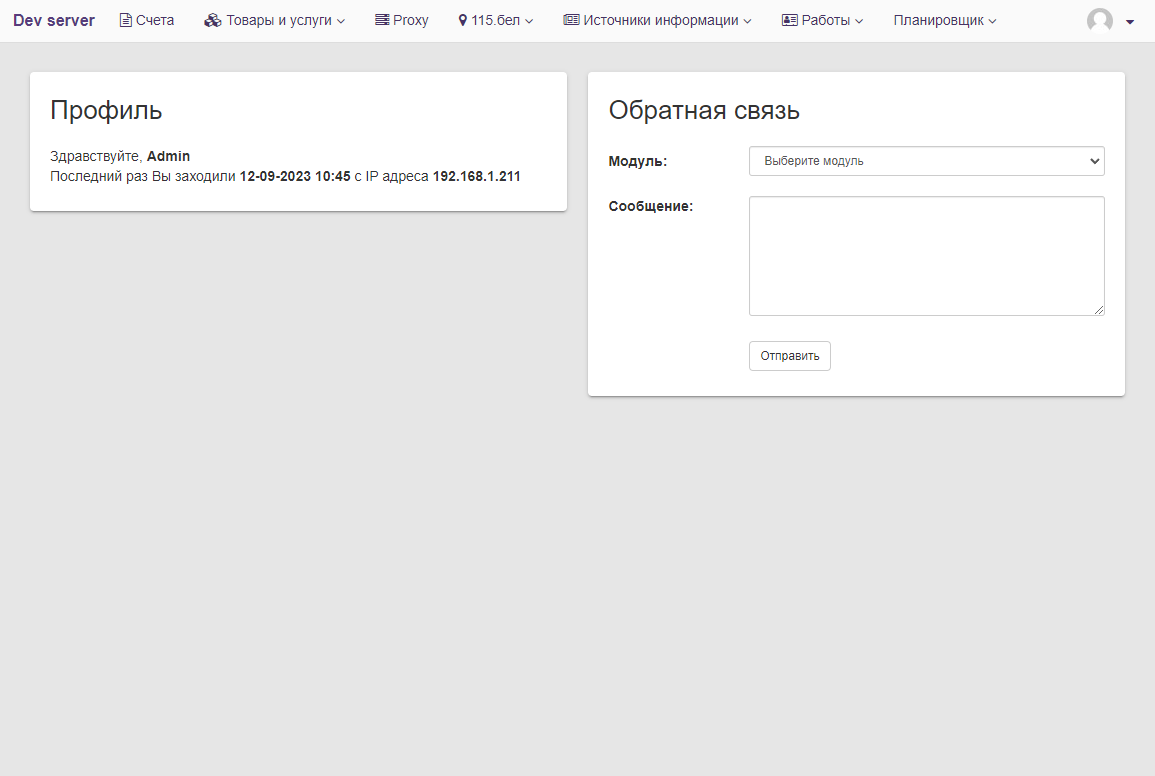 Dev server Счета Товары и услуги Proxy 115.бел Источники информации Работы Планировщик
Профиль
Здравствуйте, Admin
Последний раз Вы заходили 12-09-2023 10:45 с IP адреса 192.168.1.211
Обратная связь
Модуль: Выберите модуль
Сообщение:
Отправить